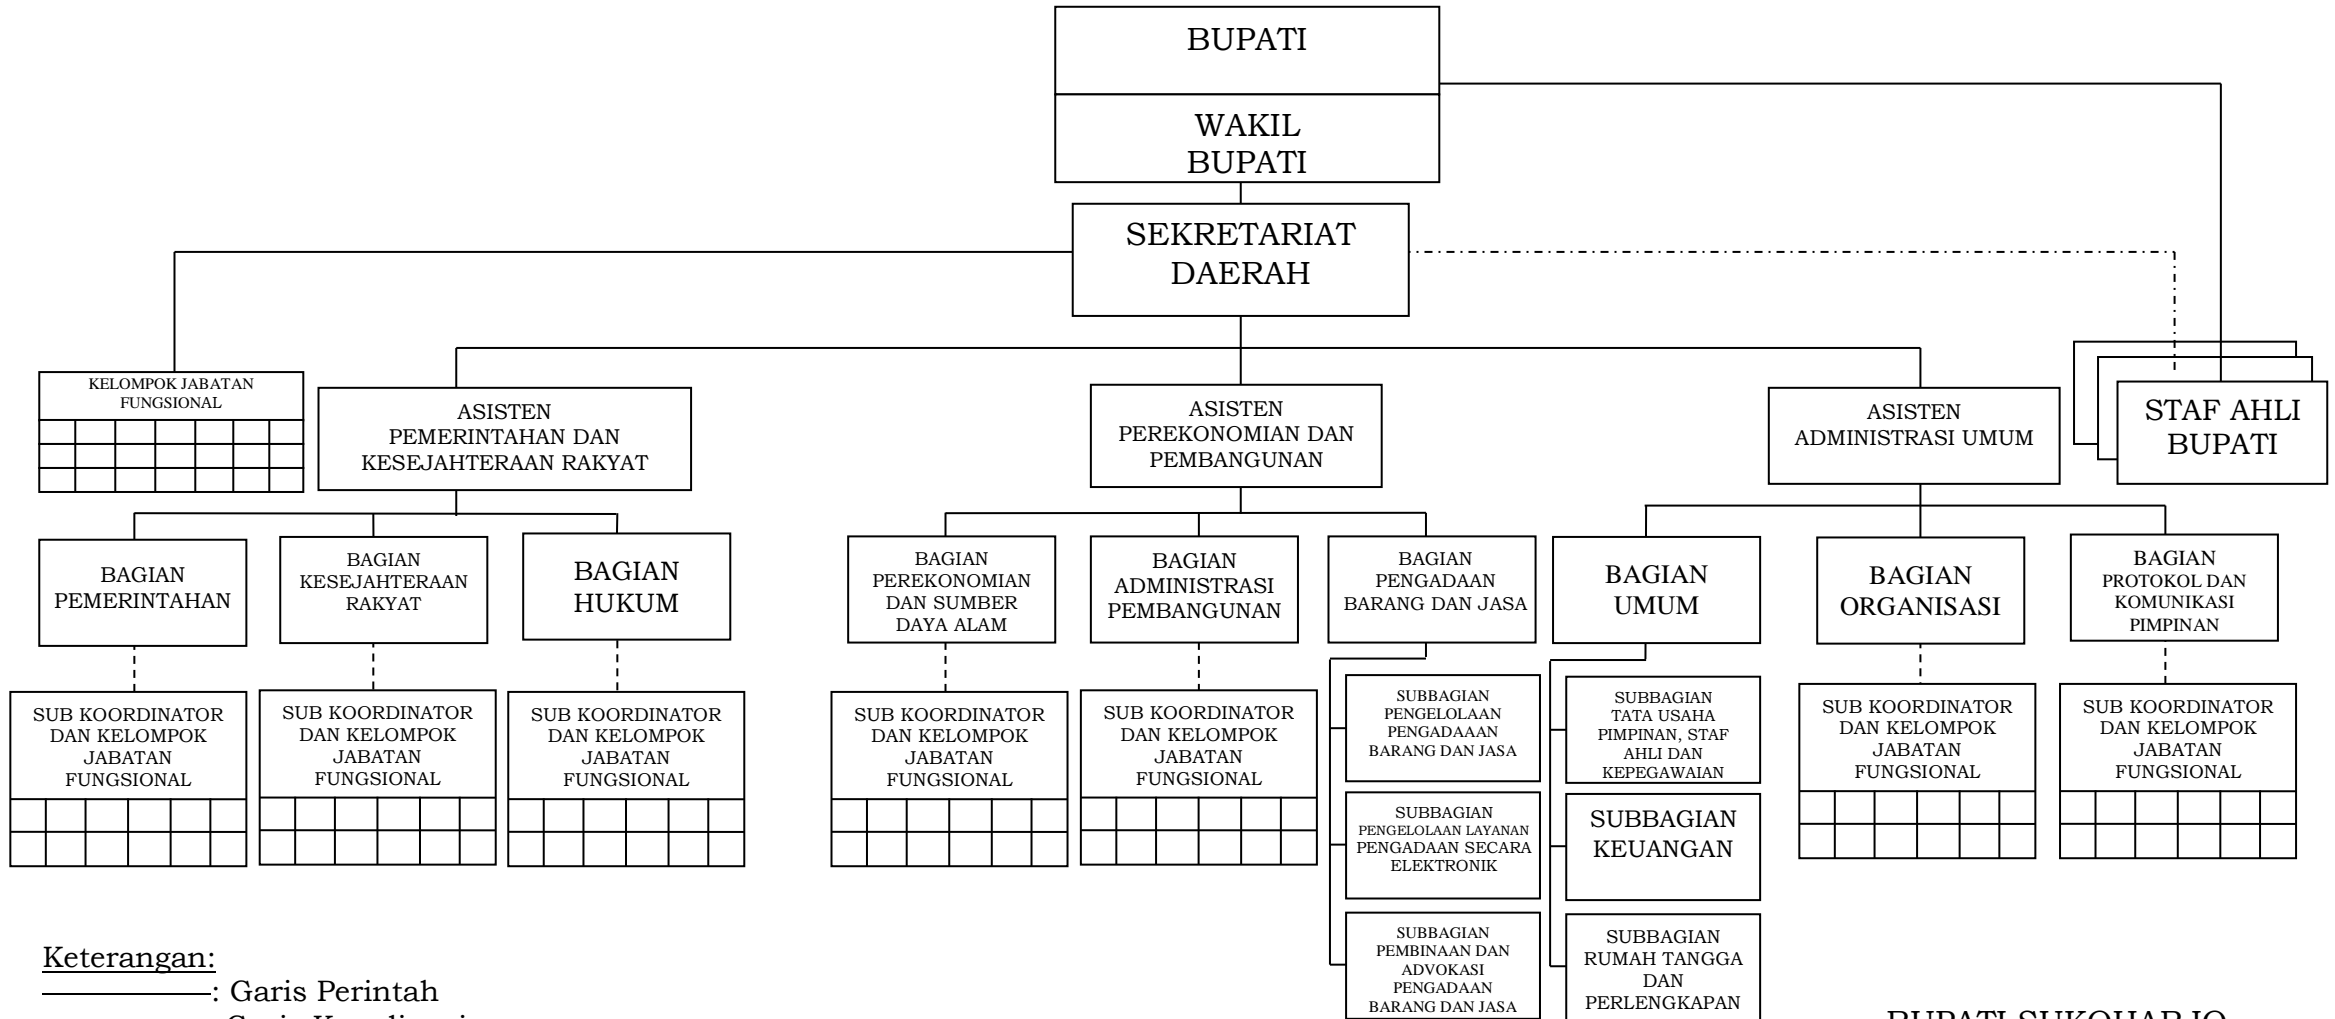 BUPATI
WAKIL
BUPATI
SEKRETARIAT
DAERAH
KELOMPOK JABATAN
FUNGSIONAL
ASISTEN
PEMERINTAHAN DAN
KESEJAHTERAAN RAKYAT
ASISTEN
PEREKONOMIAN DAN
PEMBANGUNAN
ASISTEN
ADMINISTRASI UMUM
STAF AHLI
BUPATI
BAGIAN
PEMERINTAHAN
BAGIAN
KESEJAHTERAAN
RAKYAT
BAGIAN
HUKUM
BAGIAN
PEREKONOMIAN
DAN SUMBER
DAYA ALAM
BAGIAN
ADMINISTRASI
PEMBANGUNAN
BAGIAN
PENGADAAN
BARANG DAN JASA
BAGIAN
UMUM
BAGIAN
ORGANISASI
BAGIAN
PROTOKOL DAN
KOMUNIKASI
PIMPINAN
SUB KOORDINATOR
DAN KELOMPOK
JABATAN
FUNGSIONAL
SUB KOORDINATOR
DAN KELOMPOK
JABATAN
FUNGSIONAL
SUB KOORDINATOR
DAN KELOMPOK
JABATAN
FUNGSIONAL
SUB KOORDINATOR
DAN KELOMPOK
JABATAN
FUNGSIONAL
SUB KOORDINATOR
DAN KELOMPOK
JABATAN
FUNGSIONAL
SUBBAGIAN
PENGELOLAAN
PENGADAAAN
BARANG DAN JASA
SUBBAGIAN
PENGELOLAAN LAYANAN
PENGADAAN SECARA
ELEKTRONIK
SUBBAGIAN
PEMBINAAN DAN
ADVOKASI
PENGADAAN
BARANG DAN JASA
SUBBAGIAN
TATA USAHA
PIMPINAN, STAF
AHLI DAN
KEPEGAWAIAN
SUBBAGIAN
KEUANGAN
SUBBAGIAN
RUMAH TANGGA
DAN
PERLENGKAPAN
SUB KOORDINATOR
DAN KELOMPOK
JABATAN
FUNGSIONAL
SUB KOORDINATOR
DAN KELOMPOK
JABATAN
FUNGSIONAL
Keterangan:
: Garis Perintah
BUPATI SUKOHARJO